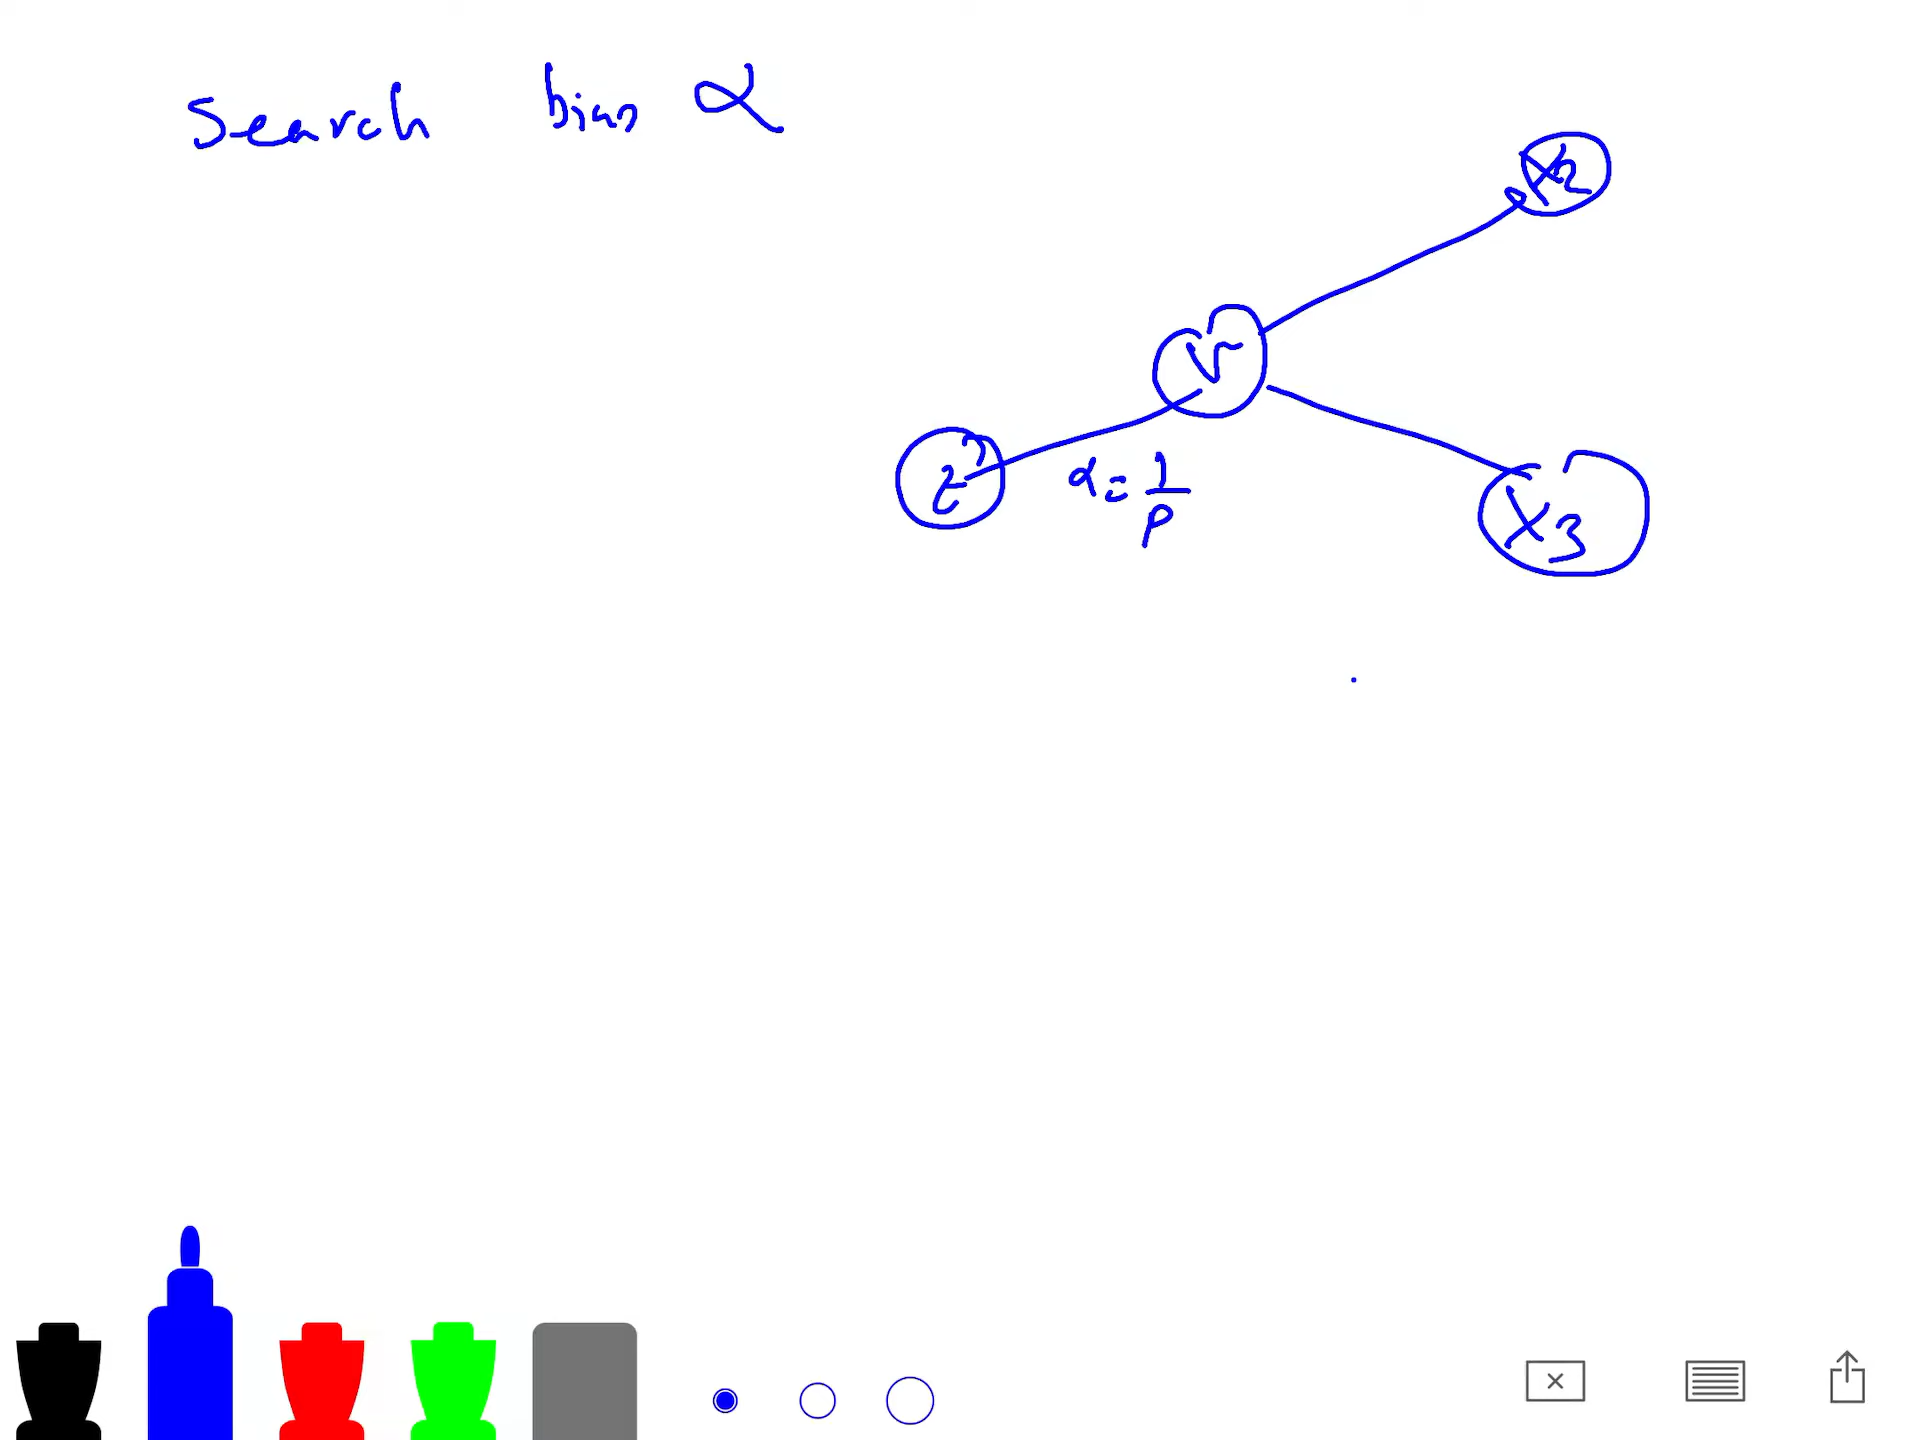 Search bias α
x2
v
t
α = 1/p
x3